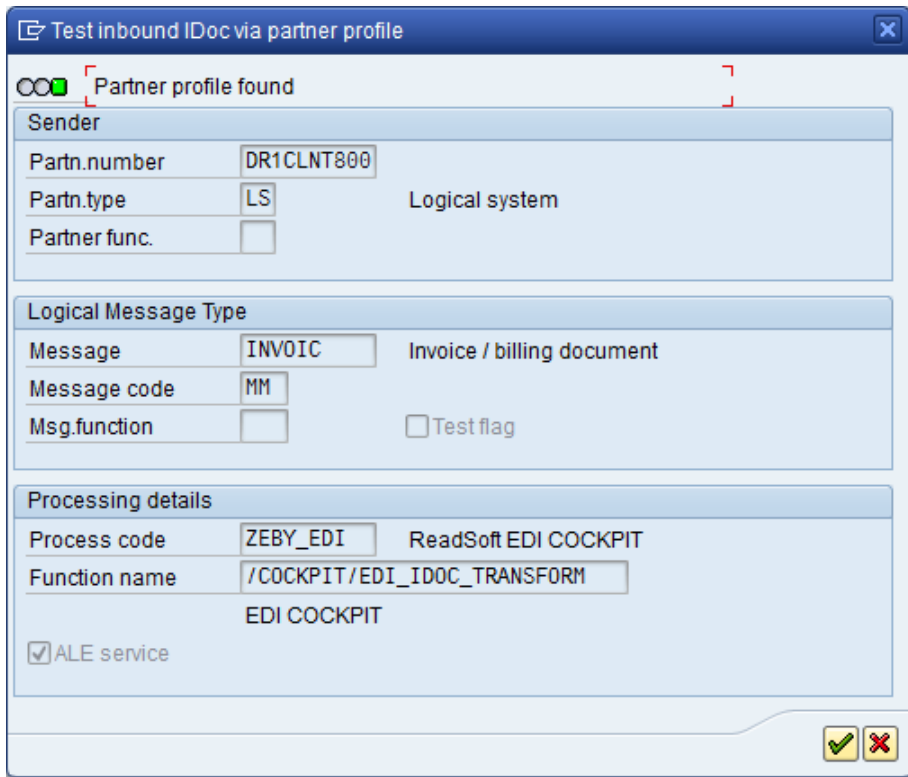 Test inbound IDoc via partner profile
Partner profile found
Sender
Partn.number DR1CLNT800
Partn.type LS Logical system
Partner func.
Logical Message Type
Message INVOIC Invoice / billing document
Message code MM
Msg.function Test flag
Processing details
Process code ZEBY_EDI ReadSoft EDI COCKPIT
Function name /COCKPIT/EDI_IDOC_TRANSFORM
EDI COCKPIT
ALE service